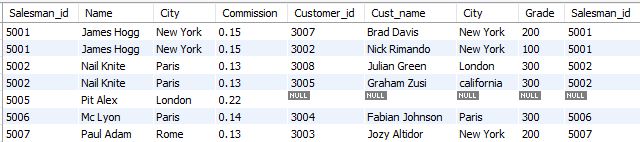 Salesman_id Name City Commission Customer_id Cust_name City Grade Salesman_id
5001 James Hogg New York 0.15 3007 Brad Davis New York 200 5001
5001 James Hogg New York 0.15 3002 Nick Rimando New York 100 5001
5002 Nail Knite Paris 0.13 3008 Julian Green London 300 5002
5002 Nail Knite Paris 0.13 3005 Graham Zusi california 300 5002
5005 Pit Alex London 0.22 NULL NULL NULL NULL NULL
5006 Mc Lyon Paris 0.14 3004 Fabian Johnson Paris 300 5006
5007 Paul Adam Rome 0.13 3003 Jozy Altidor New York 200 5007